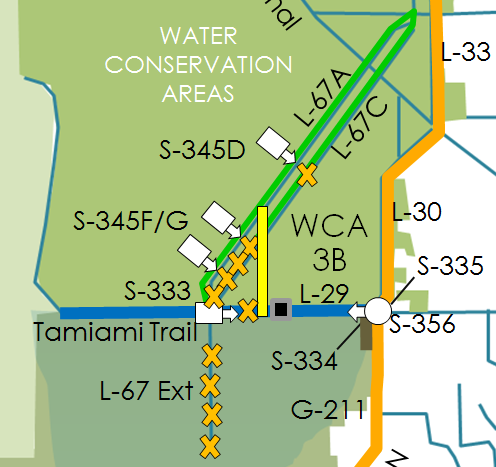 nal
WATER
CONSERVATION
AREAS
L-33
L-67A
L-67C
S-345D
L-30
S-345F/G
WCA
3B
S-335
S-333
L-29
S-356
Tamiami Trail
S-334
L-67 Ext
G-211
N